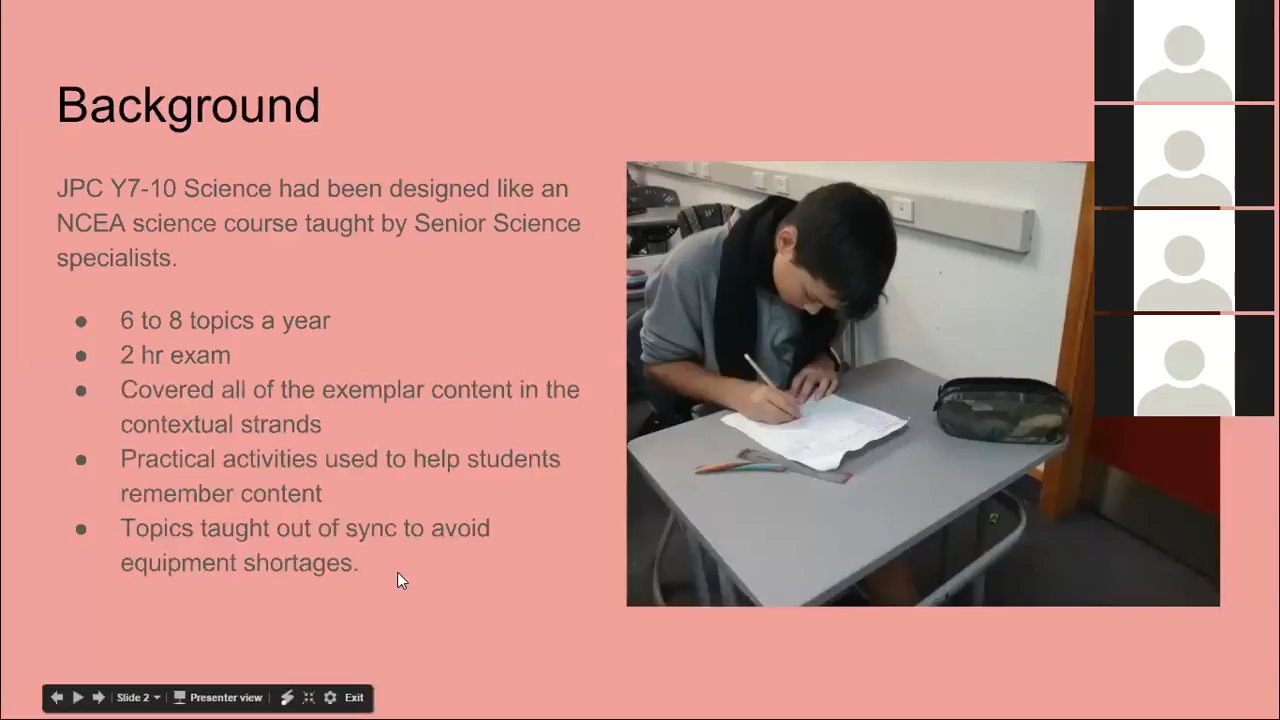 Background
JPC Y7-10 Science had been designed like an
NCEA science course taught by Senior Science
specialists.
● 6 to 8 topics a year
● 2 hr exam
● Covered all of the exemplar content in the
contextual strands
● Practical activities used to help students
remember content
● Topics taught out of sync to avoid
equipment shortages.
Slide 2
Presenter view
Exit